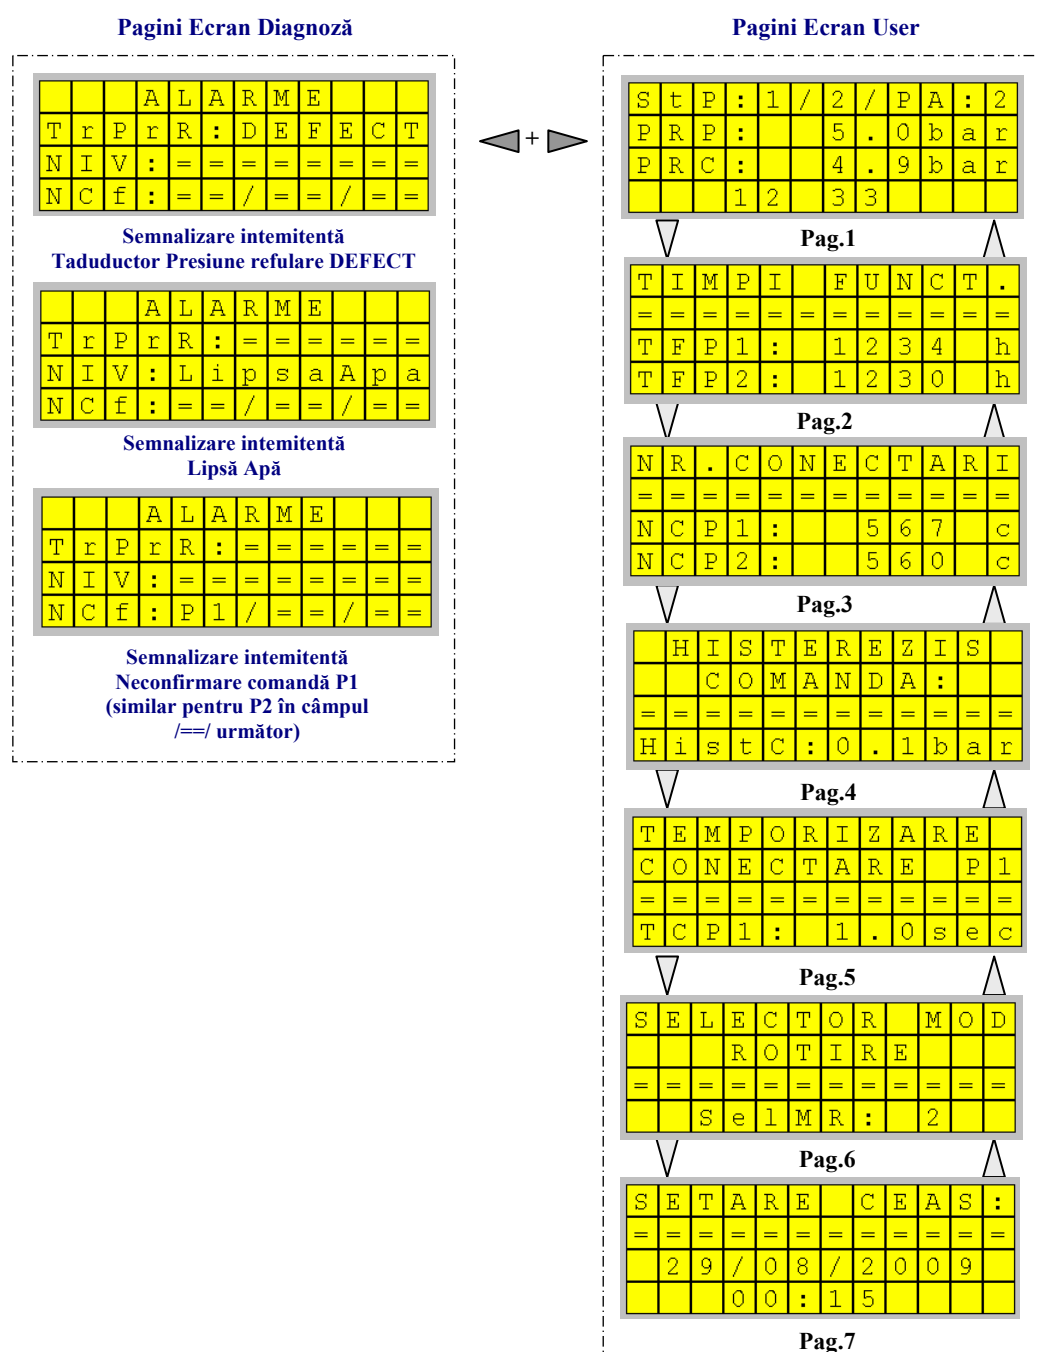 Pagini Ecran Diagnoză
ALARME
TrPrR:DEFECT
NIV:========
NCf:==/==/==
Semnalizare intemitentă
Taduductor Presiune refulare DEFECT
ALARME
TrPrR:======
NIV:LipsaApa
NCf:==/==/==
Semnalizare intemitentă
Lipsă Apă
ALARME
TrPrR:======
NIV:========
NCf:P1/==/==
Semnalizare intemitentă
Neconfirmare comandă P1
(similar pentru P2 în câmpul
/==/ următor)
+
Pagini Ecran User
StP:1/2/PA:2
PRP:  5.0bar
PRC:  4.9bar
12 33
Pag.1
TIMPI FUNCT.
============
TFP1: 1234 h
TFP2: 1230 h
Pag.2
NR.CONECTARI
============
NCP1:  567 c
NCP2:  560 c
Pag.3
HISTEREZIS
COMANDA:
============
HistC:0.1bar
Pag.4
TEMPORIZARE
CONECTARE P1
============
TCP1: 1.0sec
Pag.5
SELECTOR MOD
ROTIRE
============
SelMR: 2
Pag.6
SETARE CEAS:
============
29/08/2009
00:15
Pag.7